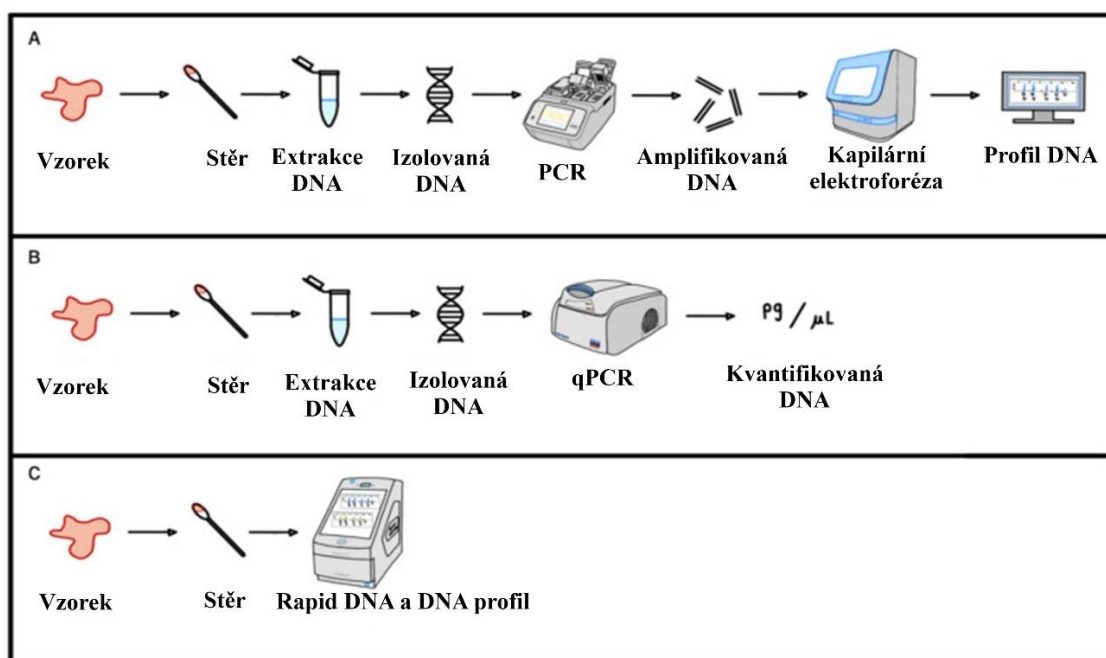 A
Vzorek
Stěr
Extrakce
DNA
Izolovaná
DNA
PCR
Amplifikovaná
DNA
Kapilární
elektroforéza
Profil DNA
B
Vzorek
Stěr
Extrakce
DNA
Izolovaná
DNA
qPCR
pg / µL
Kvantifikovaná
DNA
C
Vzorek
Stěr
Rapid DNA a DNA profil